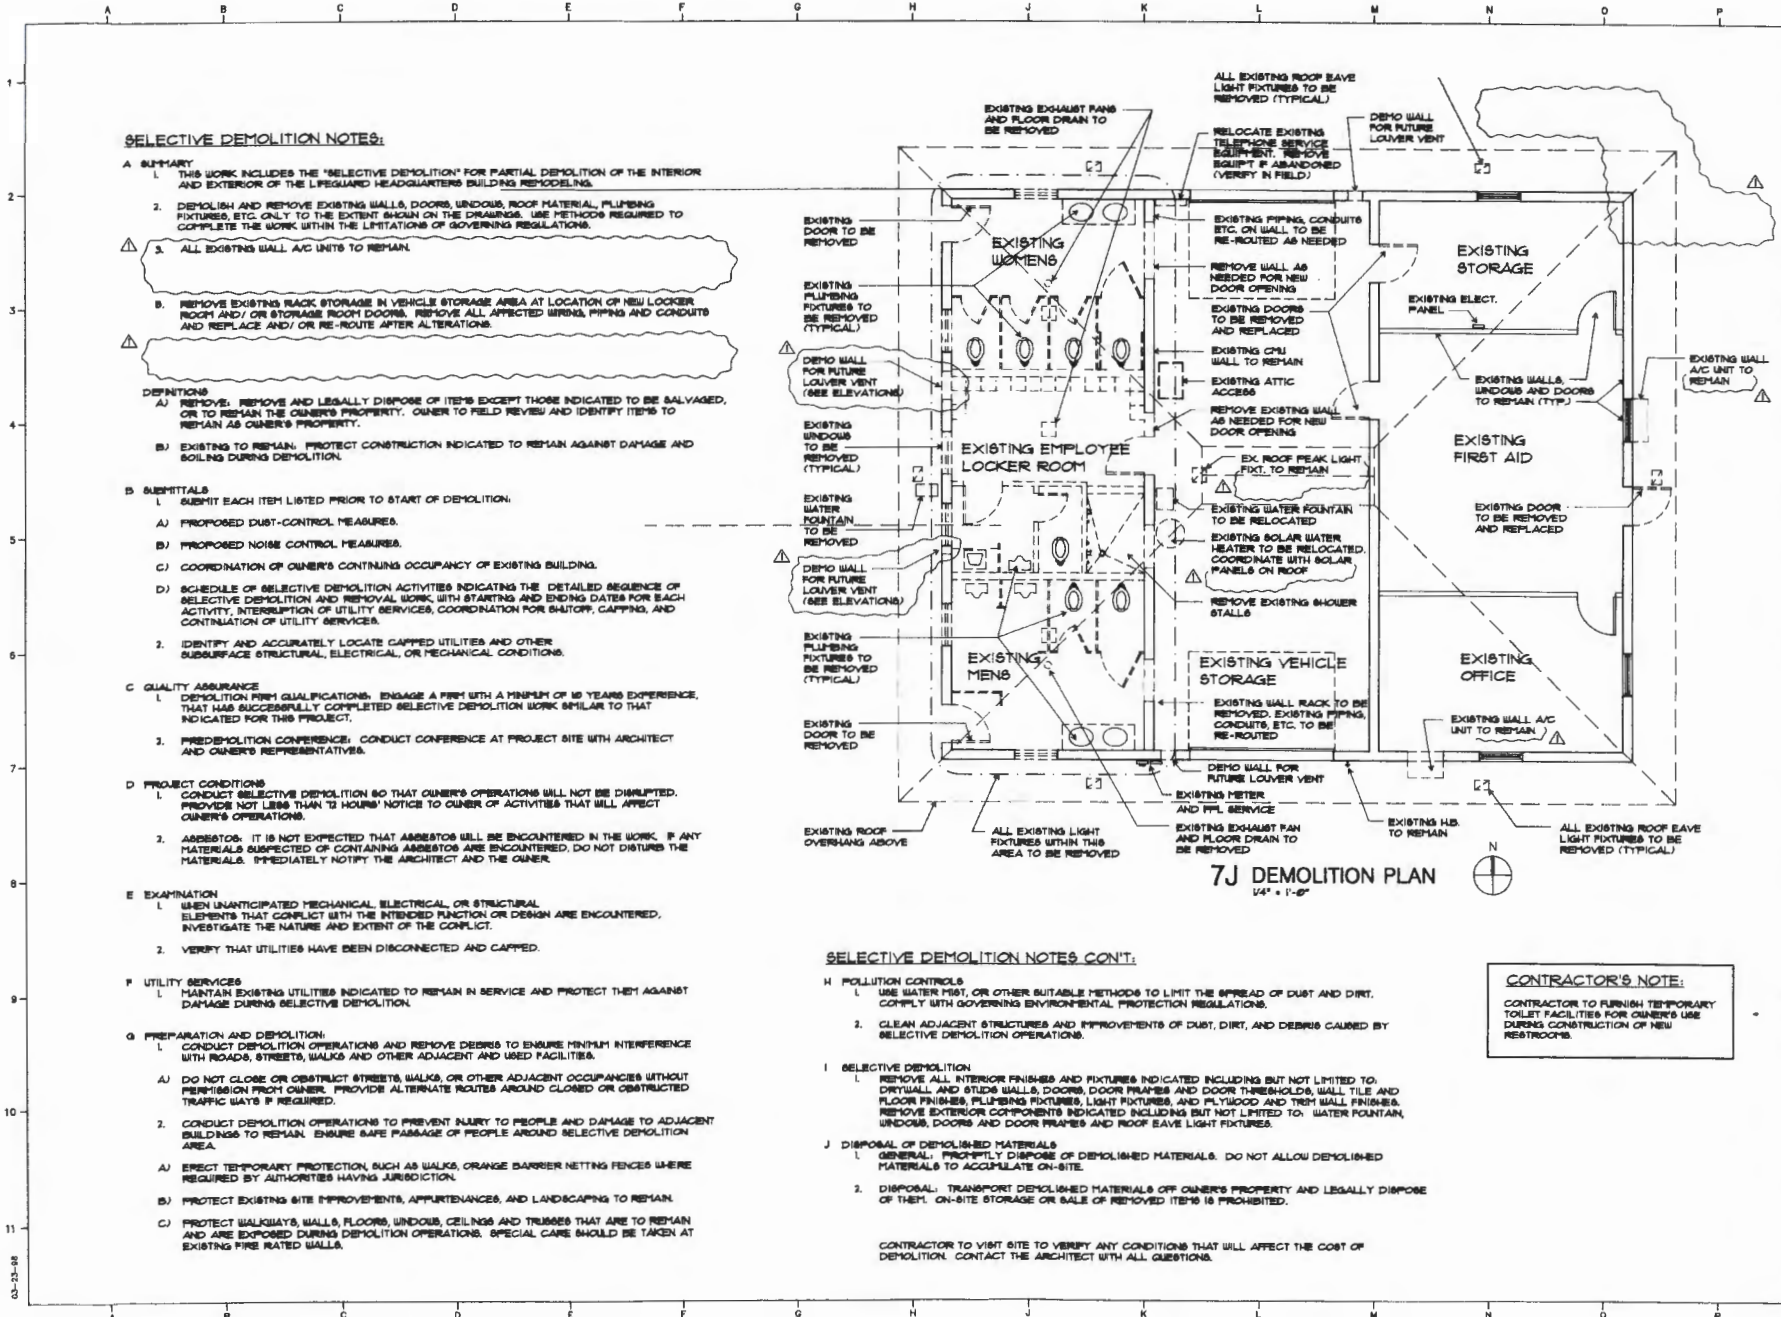 A B C D E F G H J K L M N O P
1
2
3
4
5
6
7
8
9
10
11
03-23-98
SELECTIVE DEMOLITION NOTES:
A SUMMARY
1. THIS WORK INCLUDES THE "SELECTIVE DEMOLITION" FOR PARTIAL DEMOLITION OF THE INTERIOR
AND EXTERIOR OF THE LIFEGUARD HEADQUARTERS BUILDING REMODELING.
2. DEMOLISH AND REMOVE EXISTING WALLS, DOORS, WINDOWS, ROOF MATERIAL, PLUMBING
FIXTURES, ETC. ONLY TO THE EXTENT SHOWN ON THE DRAWINGS. USE METHODS REQUIRED TO
COMPLETE THE WORK WITHIN THE LIMITATIONS OF GOVERNING REGULATIONS.
3. ALL EXISTING WALL A/C UNITS TO REMAIN.
B. REMOVE EXISTING RACK STORAGE IN VEHICLE STORAGE AREA AT LOCATION OF NEW LOCKER
ROOM AND/ OR STORAGE ROOM DOORS. REMOVE ALL AFFECTED WIRING, PIPING AND CONDUITS
AND REPLACE AND/ OR RE-ROUTE AFTER ALTERATIONS.
DEFINITIONS
A) REMOVE: REMOVE AND LEGALLY DISPOSE OF ITEMS EXCEPT THOSE INDICATED TO BE SALVAGED,
OR TO REMAIN THE OWNER'S PROPERTY. OWNER TO FIELD REVIEW AND IDENTIFY ITEMS TO
REMAIN AS OWNER'S PROPERTY.
B) EXISTING TO REMAIN: PROTECT CONSTRUCTION INDICATED TO REMAIN AGAINST DAMAGE AND
SOILING DURING DEMOLITION.
B SUBMITTALS
1. SUBMIT EACH ITEM LISTED PRIOR TO START OF DEMOLITION:
A) PROPOSED DUST-CONTROL MEASURES.
B) PROPOSED NOISE CONTROL MEASURES.
C) COORDINATION OF OWNER'S CONTINUING OCCUPANCY OF EXISTING BUILDING.
D) SCHEDULE OF SELECTIVE DEMOLITION ACTIVITIES INDICATING THE DETAILED SEQUENCE OF
SELECTIVE DEMOLITION AND REMOVAL WORK, WITH STARTING AND ENDING DATES FOR EACH
ACTIVITY, INTERRUPTION OF UTILITY SERVICES, COORDINATION FOR SHUTOFF, CAPPING, AND
CONTINUATION OF UTILITY SERVICES.
2. IDENTIFY AND ACCURATELY LOCATE CAPPED UTILITIES AND OTHER
SUBSURFACE STRUCTURAL, ELECTRICAL, OR MECHANICAL CONDITIONS.
C QUALITY ASSURANCE
1. DEMOLITION FIRM QUALIFICATIONS: ENGAGE A FIRM WITH A MINIMUM OF 10 YEARS EXPERIENCE,
THAT HAS SUCCESSFULLY COMPLETED SELECTIVE DEMOLITION WORK SIMILAR TO THAT
INDICATED FOR THIS PROJECT.
2. PREDEMOLITION CONFERENCE: CONDUCT CONFERENCE AT PROJECT SITE WITH ARCHITECT
AND OWNER'S REPRESENTATIVES.
D PROJECT CONDITIONS
1. CONDUCT SELECTIVE DEMOLITION SO THAT OWNER'S OPERATIONS WILL NOT BE DISRUPTED.
PROVIDE NOT LESS THAN 72 HOURS' NOTICE TO OWNER OF ACTIVITIES THAT WILL AFFECT
OWNER'S OPERATIONS.
2. ASBESTOS: IT IS NOT EXPECTED THAT ASBESTOS WILL BE ENCOUNTERED IN THE WORK. IF ANY
MATERIALS SUSPECTED OF CONTAINING ASBESTOS ARE ENCOUNTERED, DO NOT DISTURB THE
MATERIALS. IMMEDIATELY NOTIFY THE ARCHITECT AND THE OWNER.
E EXAMINATION
1. WHEN UNANTICIPATED MECHANICAL, ELECTRICAL, OR STRUCTURAL
ELEMENTS THAT CONFLICT WITH THE INTENDED FUNCTION OR DESIGN ARE ENCOUNTERED,
INVESTIGATE THE NATURE AND EXTENT OF THE CONFLICT.
2. VERIFY THAT UTILITIES HAVE BEEN DISCONNECTED AND CAPPED.
F UTILITY SERVICES
1. MAINTAIN EXISTING UTILITIES INDICATED TO REMAIN IN SERVICE AND PROTECT THEM AGAINST
DAMAGE DURING SELECTIVE DEMOLITION.
G PREPARATION AND DEMOLITION:
1. CONDUCT DEMOLITION OPERATIONS AND REMOVE DEBRIS TO ENSURE MINIMUM INTERFERENCE
WITH ROADS, STREETS, WALKS AND OTHER ADJACENT AND USED FACILITIES.
A) DO NOT CLOSE OR OBSTRUCT STREETS, WALKS, OR OTHER ADJACENT OCCUPANCIES WITHOUT
PERMISSION FROM OWNER. PROVIDE ALTERNATE ROUTES AROUND CLOSED OR OBSTRUCTED
TRAFFIC WAYS IF REQUIRED.
2. CONDUCT DEMOLITION OPERATIONS TO PREVENT INJURY TO PEOPLE AND DAMAGE TO ADJACENT
BUILDINGS TO REMAIN. ENSURE SAFE PASSAGE OF PEOPLE AROUND SELECTIVE DEMOLITION
AREA.
A) ERECT TEMPORARY PROTECTION, SUCH AS WALKS, ORANGE BARRIER NETTING FENCES WHERE
REQUIRED BY AUTHORITIES HAVING JURISDICTION.
B) PROTECT EXISTING SITE IMPROVEMENTS, APPURTENANCES, AND LANDSCAPING TO REMAIN.
C) PROTECT WALKWAYS, WALLS, FLOORS, WINDOWS, CEILINGS AND TRUSSES THAT ARE TO REMAIN
AND ARE EXPOSED DURING DEMOLITION OPERATIONS. SPECIAL CARE SHOULD BE TAKEN AT
EXISTING FIRE RATED WALLS.
ALL EXISTING ROOF EAVE
LIGHT FIXTURES TO BE
REMOVED (TYPICAL)
EXISTING EXHAUST FANS
AND FLOOR DRAIN TO
BE REMOVED
RELOCATE EXISTING
TELEPHONE SERVICE
EQUIPMENT. REMOVE
EQUIP'T IF ABANDONED
(VERIFY IN FIELD)
DEMO WALL
FOR FUTURE
LOUVER VENT
EXISTING
DOOR TO BE
REMOVED
EXISTING
WOMENS
EXISTING PIPING, CONDUITS
ETC. ON WALL TO BE
RE-ROUTED AS NEEDED
EXISTING
STORAGE
REMOVE WALL AS
NEEDED FOR NEW
DOOR OPENING
EXISTING
PLUMBING
FIXTURES TO
BE REMOVED
(TYPICAL)
EXISTING DOORS
TO BE REMOVED
AND REPLACED
EXISTING ELECT.
PANEL
DEMO WALL
FOR FUTURE
LOUVER VENT
(SEE ELEVATIONS)
EXISTING CMU
WALL TO REMAIN
EXISTING ATTIC
ACCESS
EXISTING WALL
A/C UNIT TO
REMAIN
EXISTING WALLS,
WINDOWS AND DOORS
TO REMAIN (TYP.)
REMOVE EXISTING WALL
AS NEEDED FOR NEW
DOOR OPENING
EXISTING
WINDOWS
TO BE
REMOVED
(TYPICAL)
EXISTING EMPLOYEE
LOCKER ROOM
EXISTING
FIRST AID
EX. ROOF PEAK LIGHT
FIXT. TO REMAIN
EXISTING
WATER
FOUNTAIN
TO BE
REMOVED
EXISTING WATER FOUNTAIN
TO BE RELOCATED
EXISTING DOOR
TO BE REMOVED
AND REPLACED
EXISTING SOLAR WATER
HEATER TO BE RELOCATED.
COORDINATE WITH SOLAR
PANELS ON ROOF
DEMO WALL
FOR FUTURE
LOUVER VENT
(SEE ELEVATIONS)
REMOVE EXISTING SHOWER
STALLS
EXISTING
PLUMBING
FIXTURES TO
BE REMOVED
(TYPICAL)
EXISTING
MENS
EXISTING VEHICLE
STORAGE
EXISTING
OFFICE
EXISTING WALL RACK TO BE
REMOVED. EXISTING PIPING,
CONDUITS, ETC. TO BE
RE-ROUTED
EXISTING WALL A/C
UNIT TO REMAIN
EXISTING
DOOR TO BE
REMOVED
DEMO WALL FOR
FUTURE LOUVER VENT
EXISTING METER
AND FPL SERVICE
EXISTING ROOF
OVERHANG ABOVE
ALL EXISTING LIGHT
FIXTURES WITHIN THIS
AREA TO BE REMOVED
EXISTING EXHAUST FAN
AND FLOOR DRAIN TO
BE REMOVED
EXISTING H.B.
TO REMAIN
ALL EXISTING ROOF EAVE
LIGHT FIXTURES TO BE
REMOVED (TYPICAL)
N
7J DEMOLITION PLAN
1/4" = 1'-0"
SELECTIVE DEMOLITION NOTES CON'T:
H POLLUTION CONTROLS
1. USE WATER MIST, OR OTHER SUITABLE METHODS TO LIMIT THE SPREAD OF DUST AND DIRT.
COMPLY WITH GOVERNING ENVIRONMENTAL PROTECTION REGULATIONS.
2. CLEAN ADJACENT STRUCTURES AND IMPROVEMENTS OF DUST, DIRT, AND DEBRIS CAUSED BY
SELECTIVE DEMOLITION OPERATIONS.
I SELECTIVE DEMOLITION
1. REMOVE ALL INTERIOR FINISHES AND FIXTURES INDICATED INCLUDING BUT NOT LIMITED TO:
DRYWALL AND STUDS WALLS, DOORS, DOOR FRAMES AND DOOR THRESHOLDS, WALL TILE AND
FLOOR FINISHES, PLUMBING FIXTURES, LIGHT FIXTURES, AND PLYWOOD AND TRIM WALL FINISHES.
REMOVE EXTERIOR COMPONENTS INDICATED INCLUDING BUT NOT LIMITED TO: WATER FOUNTAIN,
WINDOWS, DOORS AND DOOR FRAMES AND ROOF EAVE LIGHT FIXTURES.
J DISPOSAL OF DEMOLISHED MATERIALS
1. GENERAL: PROMPTLY DISPOSE OF DEMOLISHED MATERIALS. DO NOT ALLOW DEMOLISHED
MATERIALS TO ACCUMULATE ON-SITE.
2. DISPOSAL: TRANSPORT DEMOLISHED MATERIALS OFF OWNER'S PROPERTY AND LEGALLY DISPOSE
OF THEM. ON-SITE STORAGE OR SALE OF REMOVED ITEMS IS PROHIBITED.
CONTRACTOR TO VISIT SITE TO VERIFY ANY CONDITIONS THAT WILL AFFECT THE COST OF
DEMOLITION. CONTACT THE ARCHITECT WITH ALL QUESTIONS.
CONTRACTOR'S NOTE:
CONTRACTOR TO FURNISH TEMPORARY
TOILET FACILITIES FOR OWNER'S USE
DURING CONSTRUCTION OF NEW
RESTROOMS.